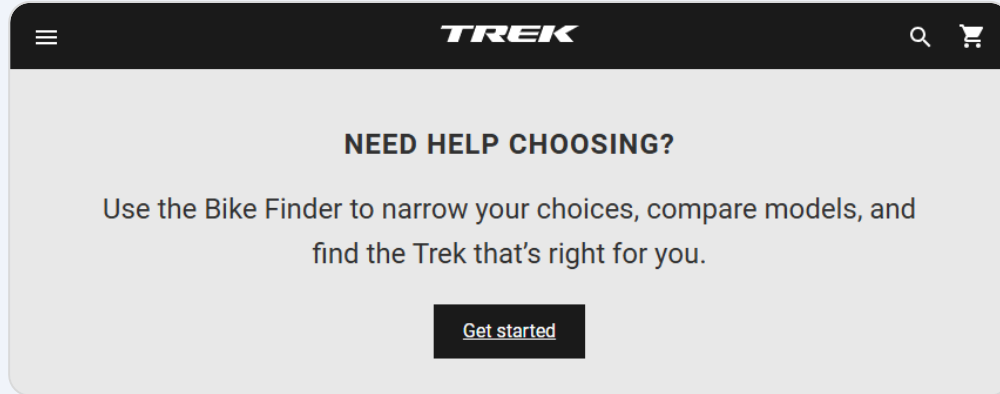 TREK
NEED HELP CHOOSING?
Use the Bike Finder to narrow your choices, compare models, and
find the Trek that’s right for you.
Get started